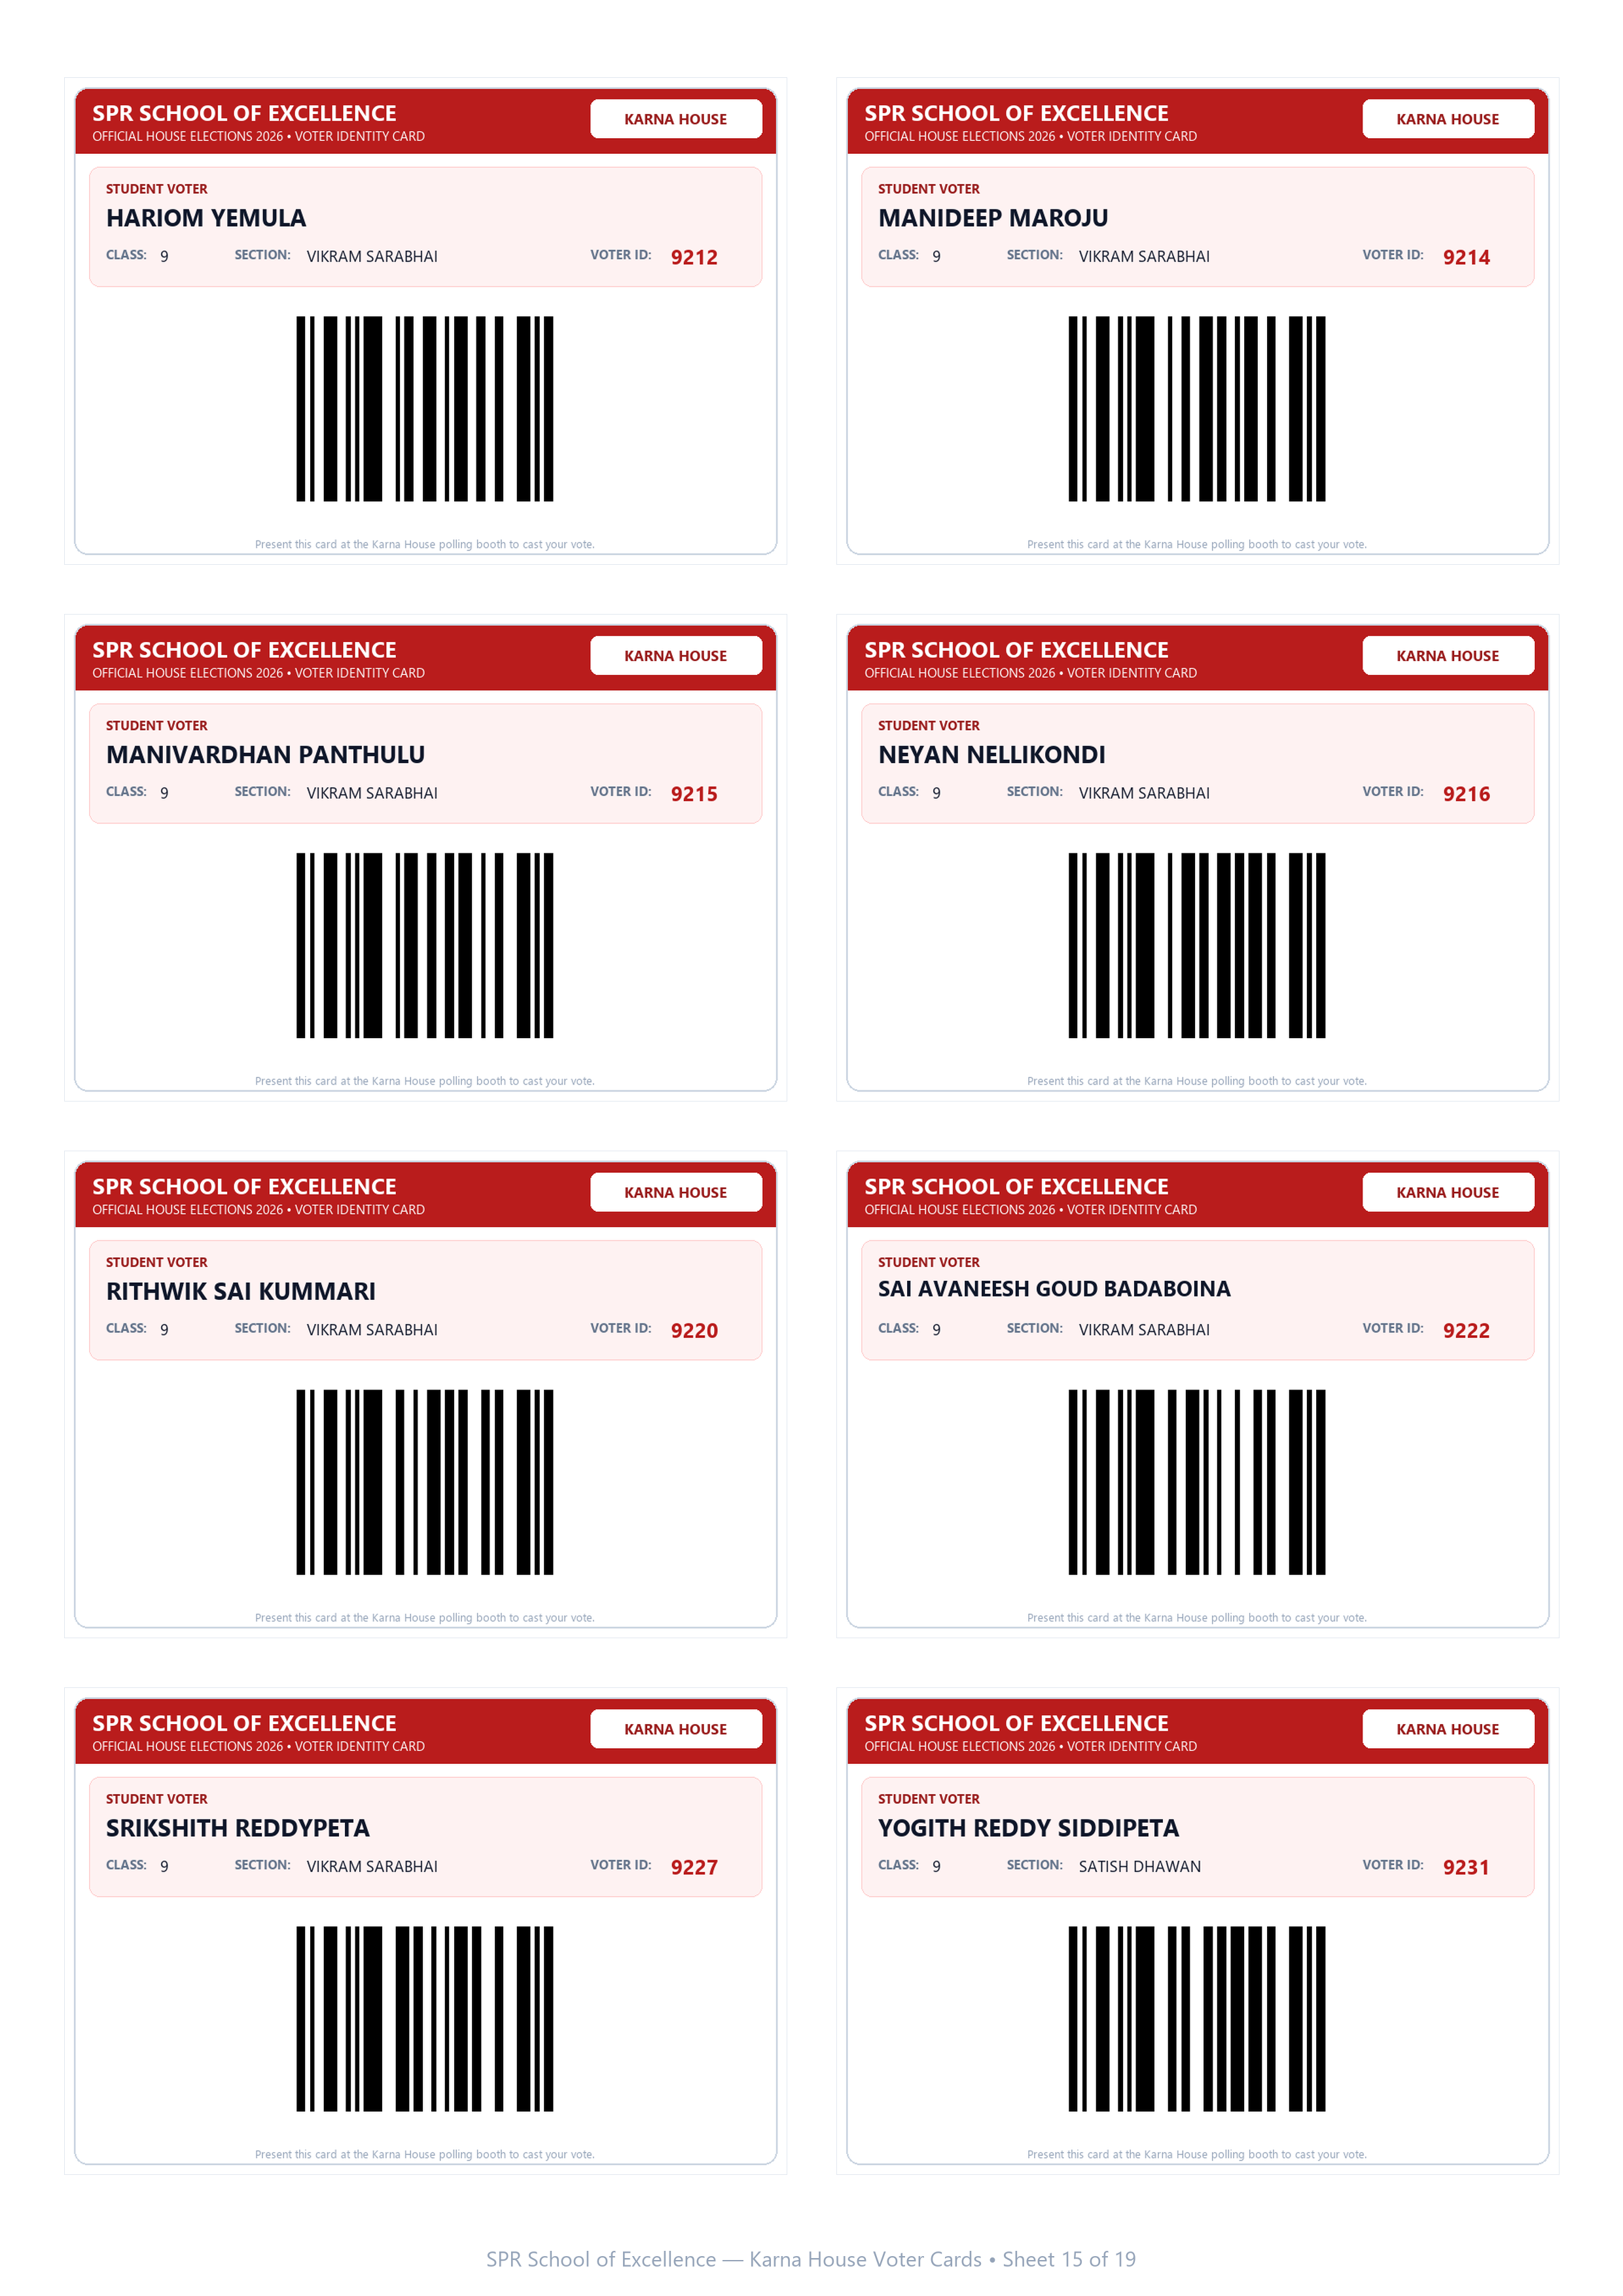 SPR SCHOOL OF EXCELLENCE
OFFICIAL HOUSE ELECTIONS 2026 • VOTER IDENTITY CARD
KARNA HOUSE
STUDENT VOTER
HARIOM YEMULA
CLASS: 9 SECTION: VIKRAM SARABHAI VOTER ID: 9212
Present this card at the Karna House polling booth to cast your vote.
SPR SCHOOL OF EXCELLENCE
OFFICIAL HOUSE ELECTIONS 2026 • VOTER IDENTITY CARD
KARNA HOUSE
STUDENT VOTER
MANIDEEP MAROJU
CLASS: 9 SECTION: VIKRAM SARABHAI VOTER ID: 9214
Present this card at the Karna House polling booth to cast your vote.
SPR SCHOOL OF EXCELLENCE
OFFICIAL HOUSE ELECTIONS 2026 • VOTER IDENTITY CARD
KARNA HOUSE
STUDENT VOTER
MANIVARDHAN PANTHULU
CLASS: 9 SECTION: VIKRAM SARABHAI VOTER ID: 9215
Present this card at the Karna House polling booth to cast your vote.
SPR SCHOOL OF EXCELLENCE
OFFICIAL HOUSE ELECTIONS 2026 • VOTER IDENTITY CARD
KARNA HOUSE
STUDENT VOTER
NEYAN NELLIKONDI
CLASS: 9 SECTION: VIKRAM SARABHAI VOTER ID: 9216
Present this card at the Karna House polling booth to cast your vote.
SPR SCHOOL OF EXCELLENCE
OFFICIAL HOUSE ELECTIONS 2026 • VOTER IDENTITY CARD
KARNA HOUSE
STUDENT VOTER
RITHWIK SAI KUMMARI
CLASS: 9 SECTION: VIKRAM SARABHAI VOTER ID: 9220
Present this card at the Karna House polling booth to cast your vote.
SPR SCHOOL OF EXCELLENCE
OFFICIAL HOUSE ELECTIONS 2026 • VOTER IDENTITY CARD
KARNA HOUSE
STUDENT VOTER
SAI AVANEESH GOUD BADABOINA
CLASS: 9 SECTION: VIKRAM SARABHAI VOTER ID: 9222
Present this card at the Karna House polling booth to cast your vote.
SPR SCHOOL OF EXCELLENCE
OFFICIAL HOUSE ELECTIONS 2026 • VOTER IDENTITY CARD
KARNA HOUSE
STUDENT VOTER
SRIKSHITH REDDYPETA
CLASS: 9 SECTION: VIKRAM SARABHAI VOTER ID: 9227
Present this card at the Karna House polling booth to cast your vote.
SPR SCHOOL OF EXCELLENCE
OFFICIAL HOUSE ELECTIONS 2026 • VOTER IDENTITY CARD
KARNA HOUSE
STUDENT VOTER
YOGITH REDDY SIDDIPETA
CLASS: 9 SECTION: SATISH DHAWAN VOTER ID: 9231
Present this card at the Karna House polling booth to cast your vote.
SPR School of Excellence — Karna House Voter Cards • Sheet 15 of 19